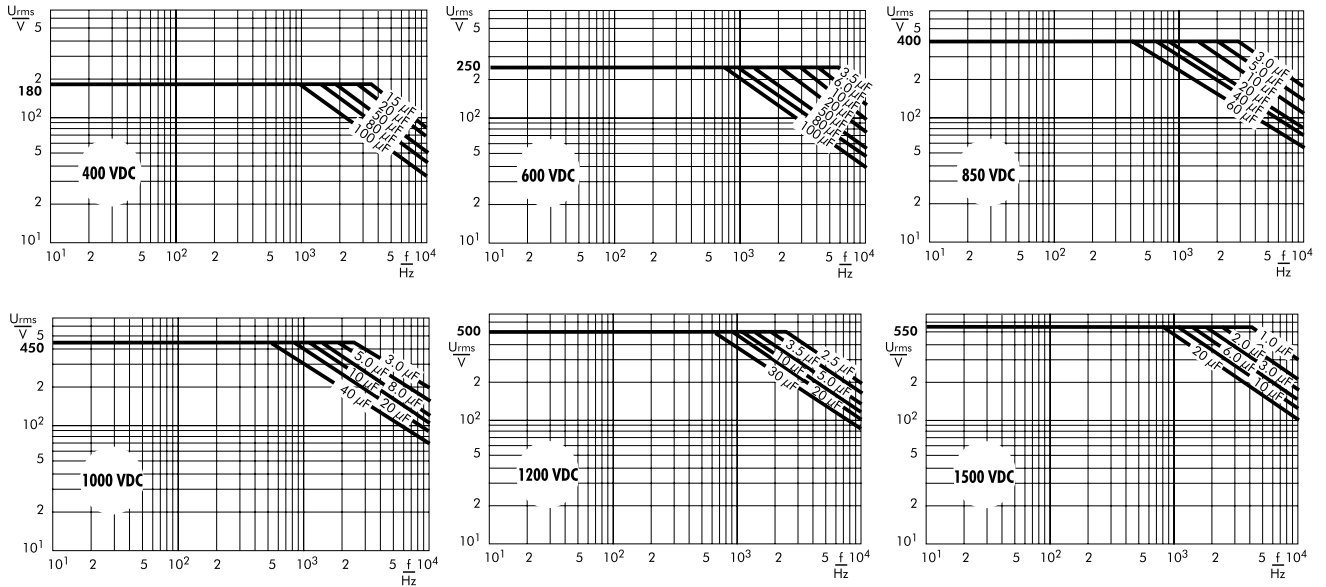 Urms
V
5
2
180
10²
5
2
10¹
400 VDC
15 µF
20 µF
50 µF
80 µF
100 µF
10¹ 2 5 10² 2 5 10³ 2 5 f 10⁴
Hz
Urms
V
5
250
2
10²
5
2
10¹
600 VDC
3.5 µF
6.0 µF
10 µF
20 µF
50 µF
80 µF
100 µF
10¹ 2 5 10² 2 5 10³ 2 5 f 10⁴
Hz
Urms
V
5
400
2
10²
5
2
10¹
850 VDC
3.0 µF
5.0 µF
10 µF
20 µF
40 µF
60 µF
10¹ 2 5 10² 2 5 10³ 2 5 f 10⁴
Hz
Urms
V
5
450
2
10²
5
2
10¹
1000 VDC
3.0 µF
5.0 µF
8.0 µF
10 µF
20 µF
40 µF
10¹ 2 5 10² 2 5 10³ 2 5 f 10⁴
Hz
500
Urms
V
2
10²
5
2
10¹
1200 VDC
2.5 µF
3.5 µF
5.0 µF
10 µF
20 µF
30 µF
10¹ 2 5 10² 2 5 10³ 2 5 f 10⁴
Hz
550
Urms
V
2
10²
5
2
10¹
1500 VDC
1.0 µF
2.0 µF
3.0 µF
6.0 µF
10 µF
20 µF
10¹ 2 5 10² 2 5 10³ 2 5 f 10⁴
Hz